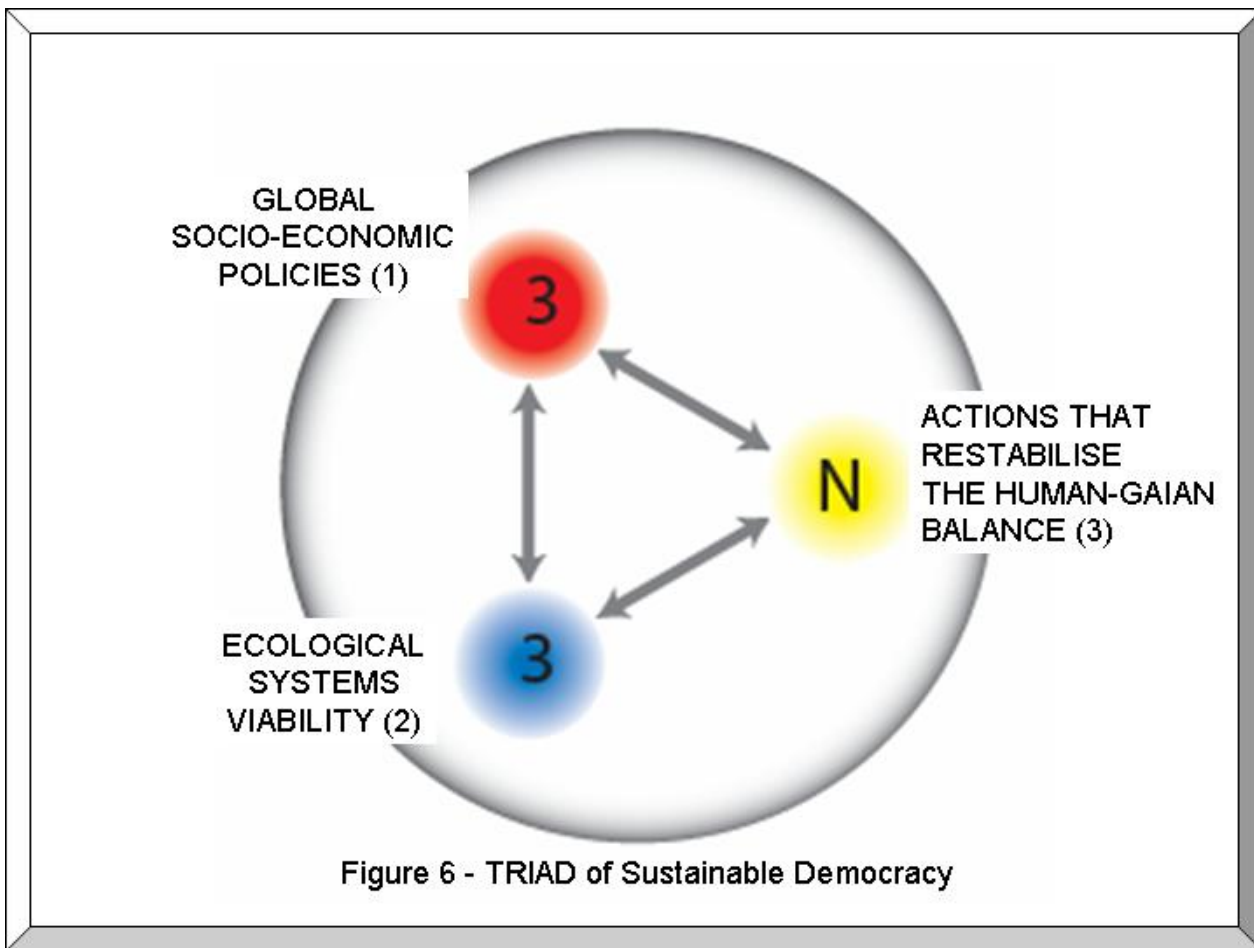 GLOBAL
SOCIO-ECONOMIC
POLICIES (1)
3
ACTIONS THAT
RESTABILISE
THE HUMAN-GAIAN
BALANCE (3)
N
ECOLOGICAL
SYSTEMS
VIABILITY (2)
3
Figure 6 - TRIAD of Sustainable Democracy